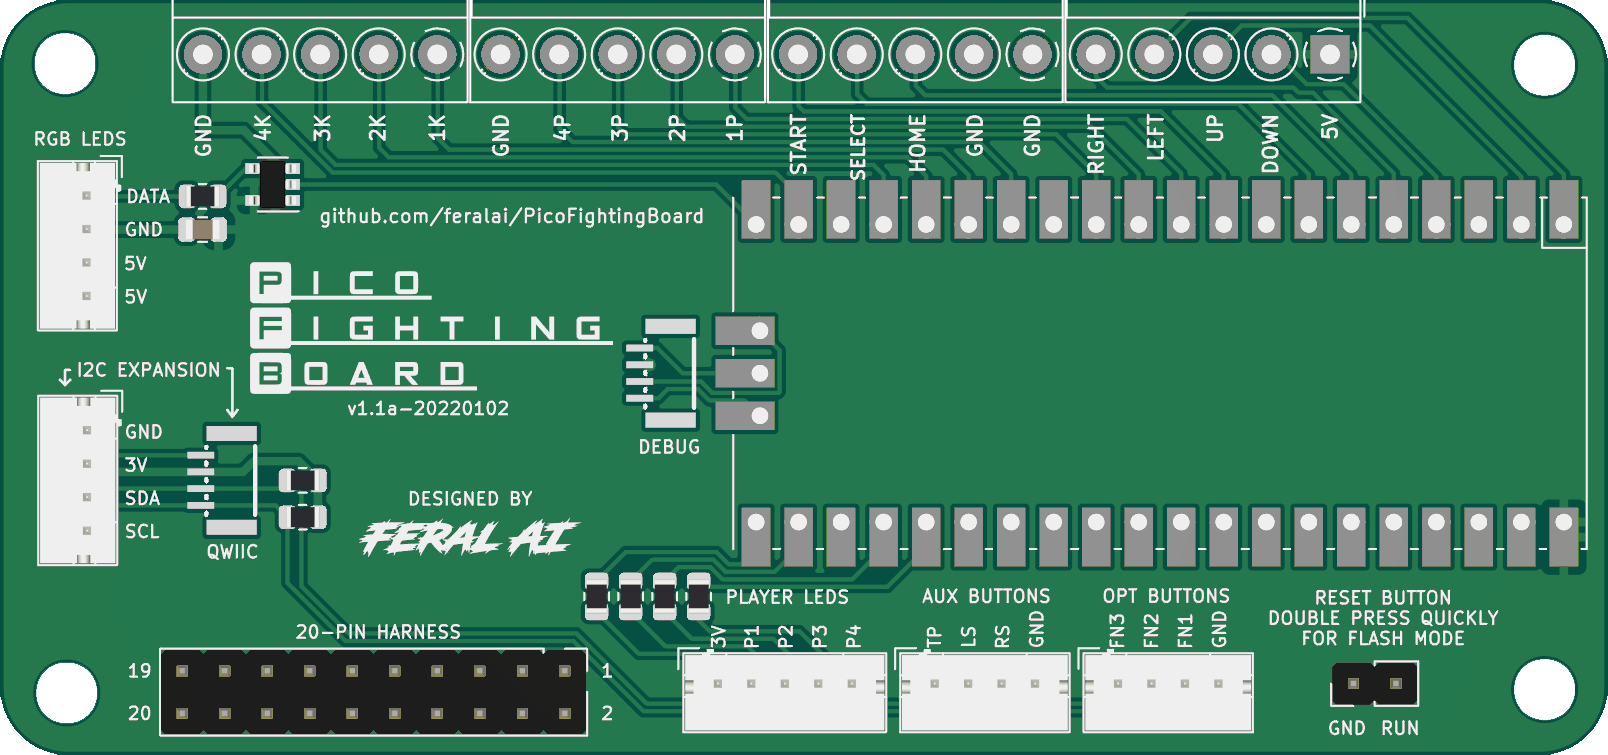 GND 4K 3K 2K 1K GND 4P 3P 2P 1P START SELECT HOME GND GND RIGHT LEFT UP DOWN 5V
RGB LEDS
DATA
GND
5V
5V
github.com/feralai/PicoFightingBoard
PICO
FIGHTING
BOARD
v1.1a-20220102
I2C EXPANSION
GND
3V
SDA
SCL
QWIIC
DEBUG
DESIGNED BY
FERAL AI
PLAYER LEDS
3V P1 P2 P3 P4
AUX BUTTONS
TP LS RS GND
OPT BUTTONS
FN3 FN2 FN1 GND
RESET BUTTON
DOUBLE PRESS QUICKLY
FOR FLASH MODE
GND RUN
20-PIN HARNESS
19 1
20 2